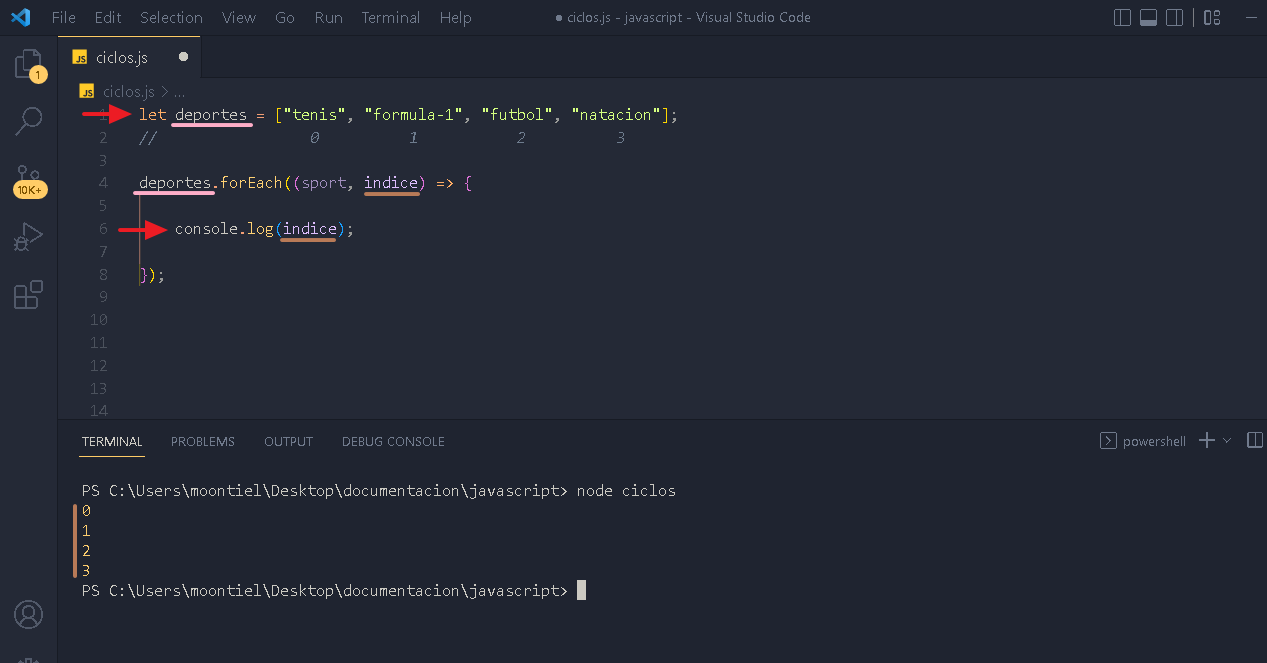 File Edit Selection View Go Run Terminal Help ● ciclos.js - javascript - Visual Studio Code
JS ciclos.js ●
JS ciclos.js > ...
1 let deportes = ["tenis", "formula-1", "futbol", "natacion"];
2 // 0 1 2 3
3
4 deportes.forEach((sport, indice) => {
5
6 console.log(indice);
7
8 });
9
10
11
12
13
14
1
10K+
TERMINAL PROBLEMS OUTPUT DEBUG CONSOLE powershell
PS C:\Users\moontiel\Desktop\documentacion\javascript> node ciclos
0
1
2
3
PS C:\Users\moontiel\Desktop\documentacion\javascript>